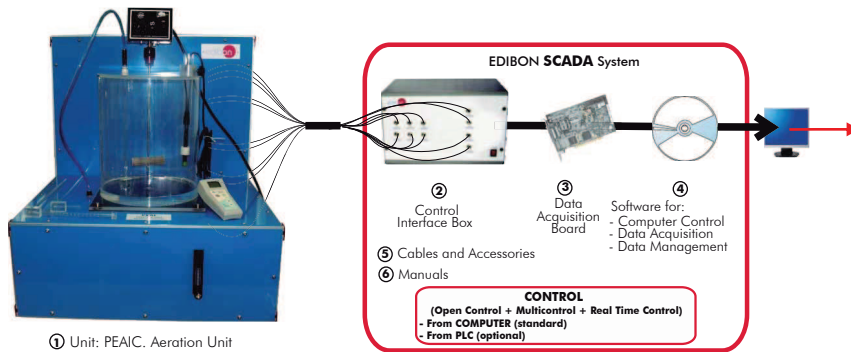 EDIBON SCADA System
② Control
Interface Box
③ Data
Acquisition
Board
④ Software for:
- Computer Control
- Data Acquisition
- Data Management
⑤ Cables and Accessories
⑥ Manuals
CONTROL
(Open Control + Multicontrol + Real Time Control)
- From COMPUTER (standard)
- From PLC (optional)
① Unit: PEAIC. Aeration Unit